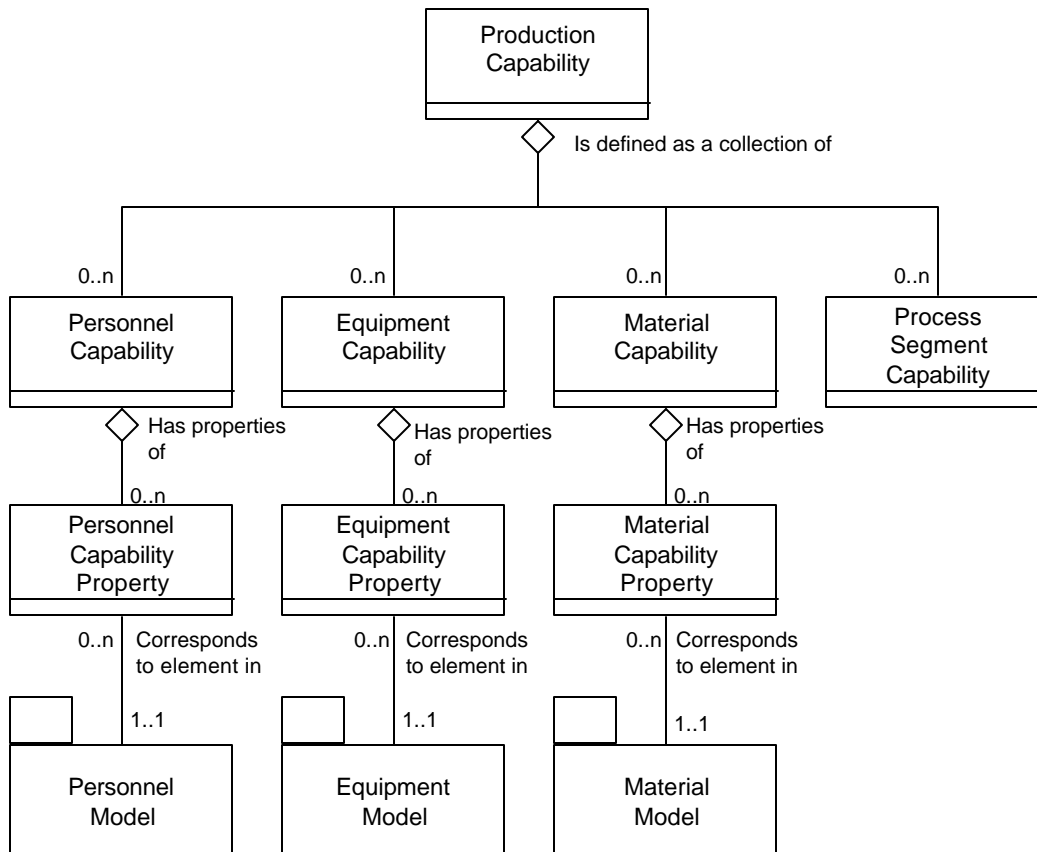 Production
Capability
Is defined as a collection of
0..n
0..n
0..n
0..n
Personnel
Capability
Equipment
Capability
Material
Capability
Process
Segment
Capability
Has properties
of
Has properties
of
Has properties
of
0..n
0..n
0..n
Personnel
Capability
Property
Equipment
Capability
Property
Material
Capability
Property
0..n
Corresponds
to element in
0..n
Corresponds
to element in
0..n
Corresponds
to element in
1..1
1..1
1..1
Personnel
Model
Equipment
Model
Material
Model